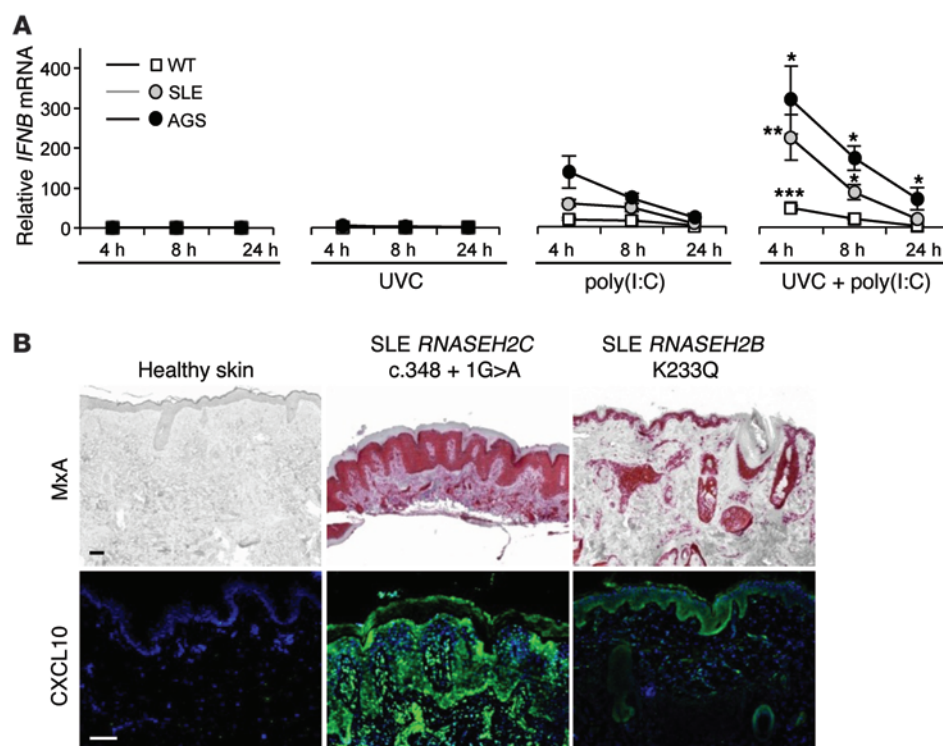 A
Relative IFNB mRNA
400
300
200
100
0
WT
SLE
AGS
4 h 8 h 24 h
4 h 8 h 24 h
UVC
4 h 8 h 24 h
poly(I:C)
* ** *** * * *
4 h 8 h 24 h
UVC + poly(I:C)
B
Healthy skin
SLE RNASEH2C
c.348 + 1G>A
SLE RNASEH2B
K233Q
MxA
CXCL10